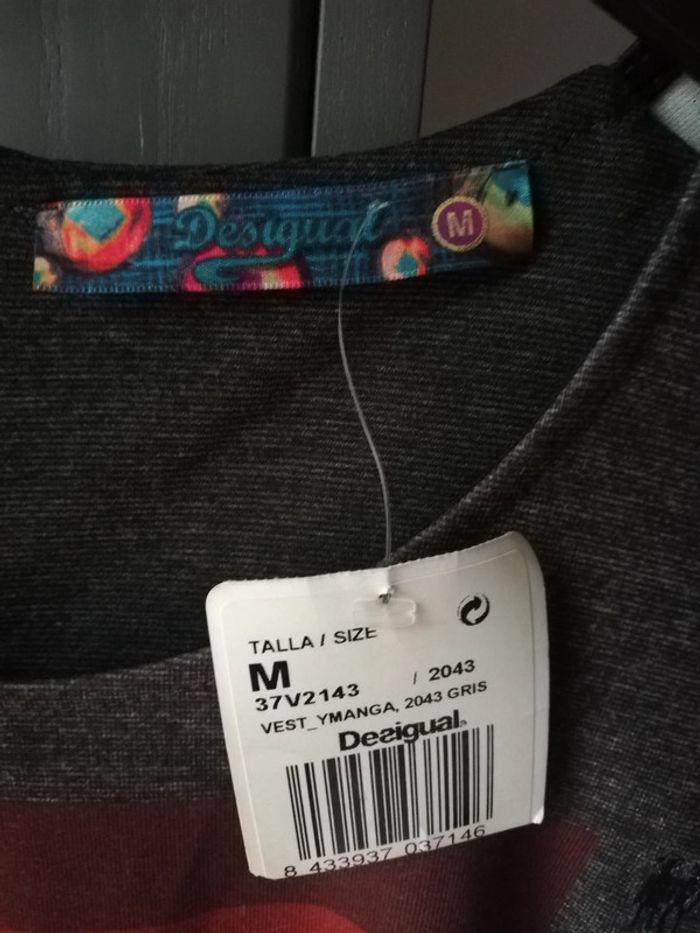 Desigual
M
TALLA / SIZE
M
37V2143 / 2043
VEST_YMANGA, 2043 GRIS
Desigual
8 433937 037146